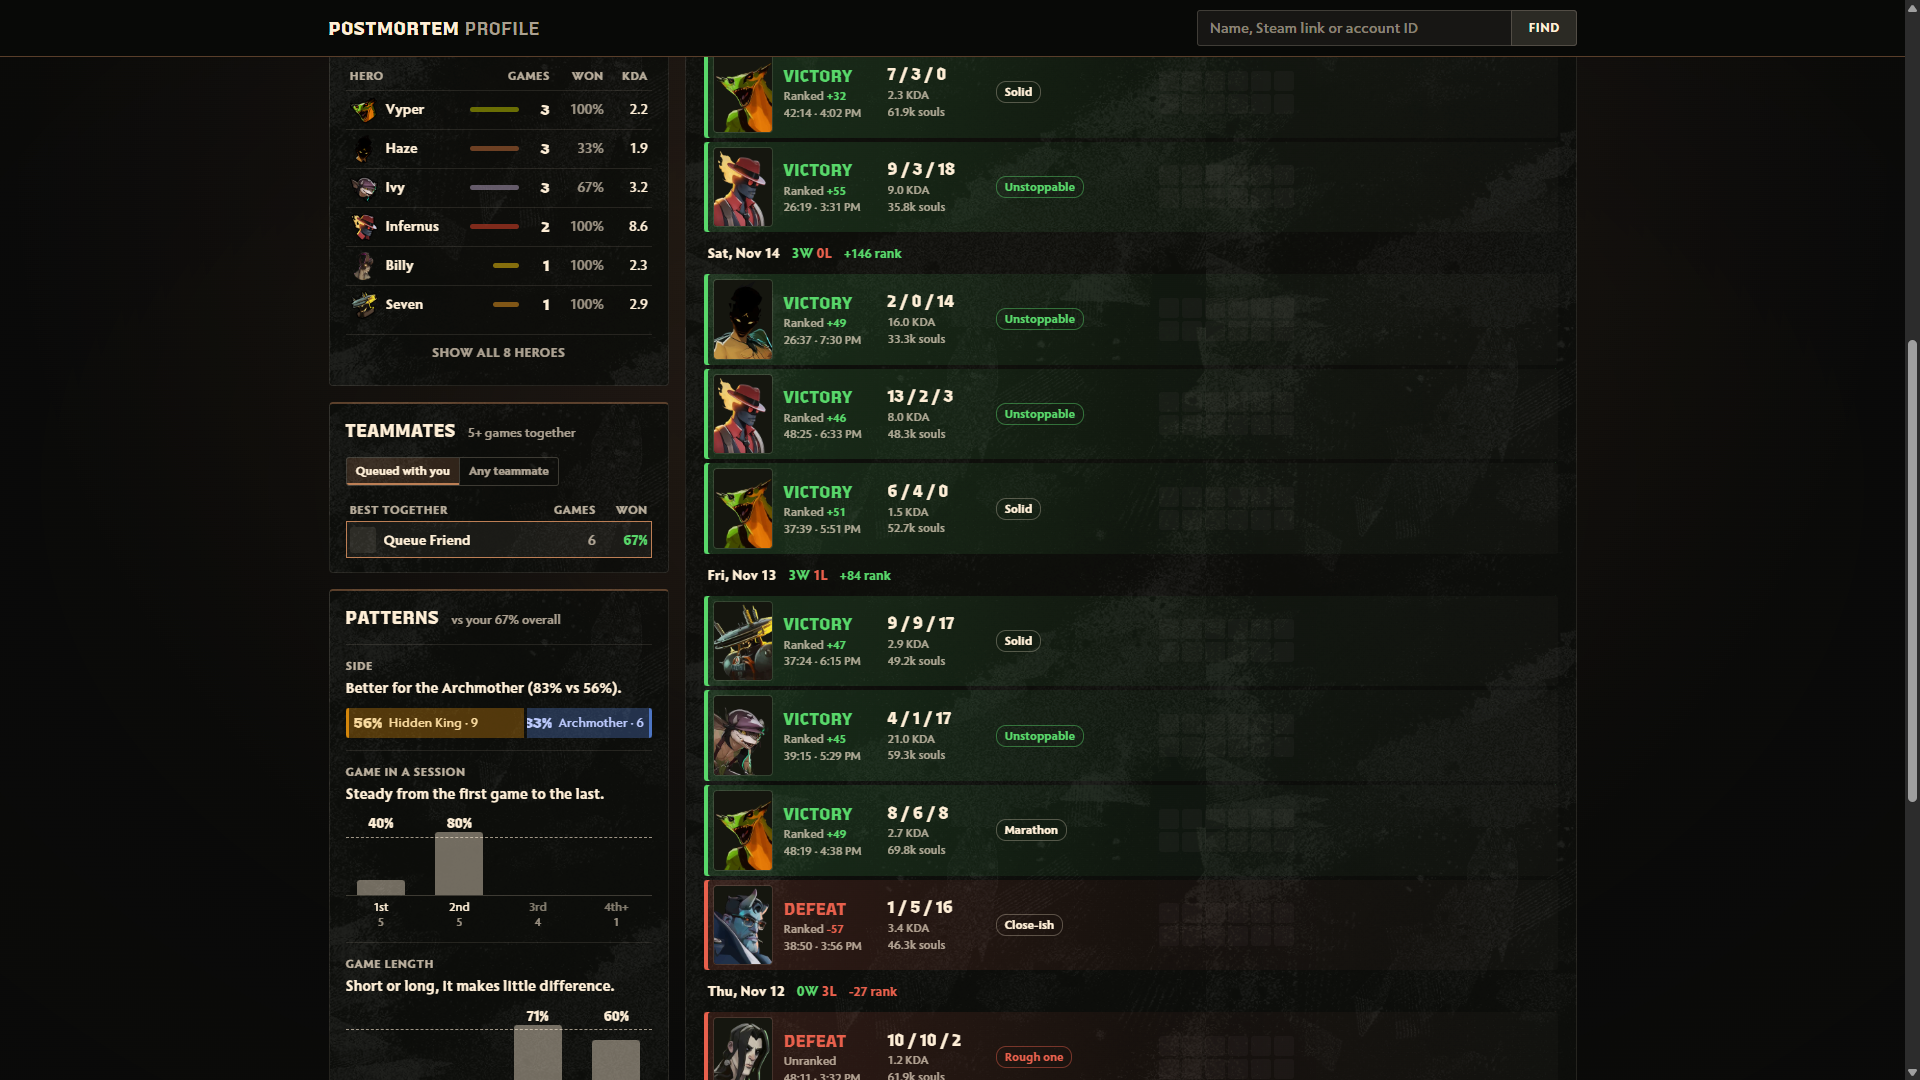 POSTMORTEM PROFILE
Name, Steam link or account ID
FIND
HERO GAMES WON KDA
Vyper 3 100% 2.2
Haze 3 33% 1.9
Ivy 3 67% 3.2
Infernus 2 100% 8.6
Billy 1 100% 2.3
Seven 1 100% 2.9
SHOW ALL 8 HEROES
TEAMMATES 5+ games together
Queued with you Any teammate
BEST TOGETHER GAMES WON
Queue Friend 6 67%
PATTERNS vs your 67% overall
SIDE
Better for the Archmother (83% vs 56%).
56% Hidden King · 9 83% Archmother · 6
GAME IN A SESSION
Steady from the first game to the last.
40% 80%
1st 2nd 3rd 4th+
5 5 4 1
GAME LENGTH
Short or long, it makes little difference.
71% 60%
VICTORY 7 / 3 / 0
Ranked +32 2.3 KDA Solid
42:14 · 4:02 PM 61.9k souls
VICTORY 9 / 3 / 18
Ranked +55 9.0 KDA Unstoppable
26:19 · 3:31 PM 35.8k souls
Sat, Nov 14 3W 0L +146 rank
VICTORY 2 / 0 / 14
Ranked +49 16.0 KDA Unstoppable
26:37 · 7:30 PM 33.3k souls
VICTORY 13 / 2 / 3
Ranked +46 8.0 KDA Unstoppable
48:25 · 6:33 PM 48.3k souls
VICTORY 6 / 4 / 0
Ranked +51 1.5 KDA Solid
37:39 · 5:51 PM 52.7k souls
Fri, Nov 13 3W 1L +84 rank
VICTORY 9 / 9 / 17
Ranked +47 2.9 KDA Solid
37:24 · 6:15 PM 49.2k souls
VICTORY 4 / 1 / 17
Ranked +45 21.0 KDA Unstoppable
39:15 · 5:29 PM 59.3k souls
VICTORY 8 / 6 / 8
Ranked +49 2.7 KDA Marathon
48:19 · 4:38 PM 69.8k souls
DEFEAT 1 / 5 / 16
Ranked -57 3.4 KDA Close-ish
38:50 · 3:56 PM 46.3k souls
Thu, Nov 12 0W 3L -27 rank
DEFEAT 10 / 10 / 2
Unranked 1.2 KDA Rough one
48:11 · 3:32 PM 61.9k souls